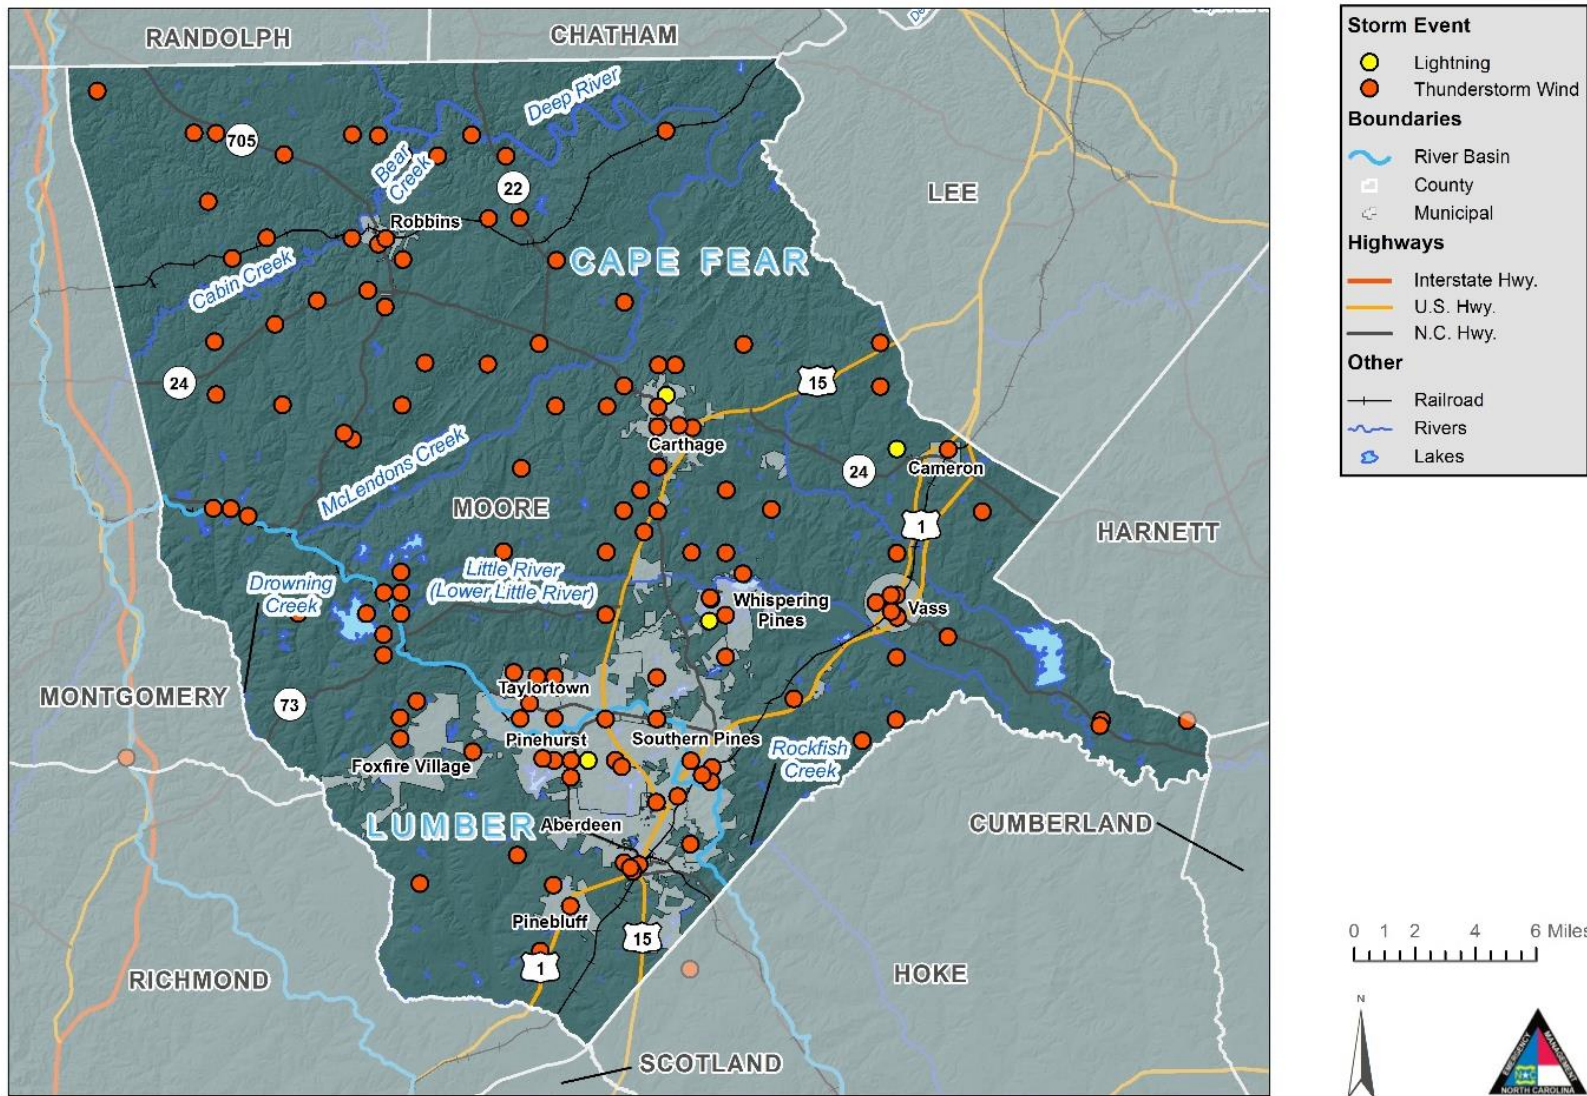 RANDOLPH
CHATHAM
Deep River
705
Bear
Creek
22
LEE
Robbins
CAPE FEAR
Cabin Creek
24
15
Carthage
McLendons Creek
24
Cameron
MOORE
1
HARNETT
Drowning
Creek
Little River
(Lower Little River)
Whispering
Pines
Vass
MONTGOMERY
73
Taylortown
Pinehurst
Southern Pines
Foxfire Village
Rockfish
Creek
LUMBER
Aberdeen
CUMBERLAND
Pinebluff
15
1
RICHMOND
HOKE
SCOTLAND
Storm Event
Lightning
Thunderstorm Wind
Boundaries
River Basin
County
Municipal
Highways
Interstate Hwy.
U.S. Hwy.
N.C. Hwy.
Other
Railroad
Rivers
Lakes
0 1 2 4 6 Miles
N
EMERGENCY
MANAGEMENT
NORTH CAROLINA